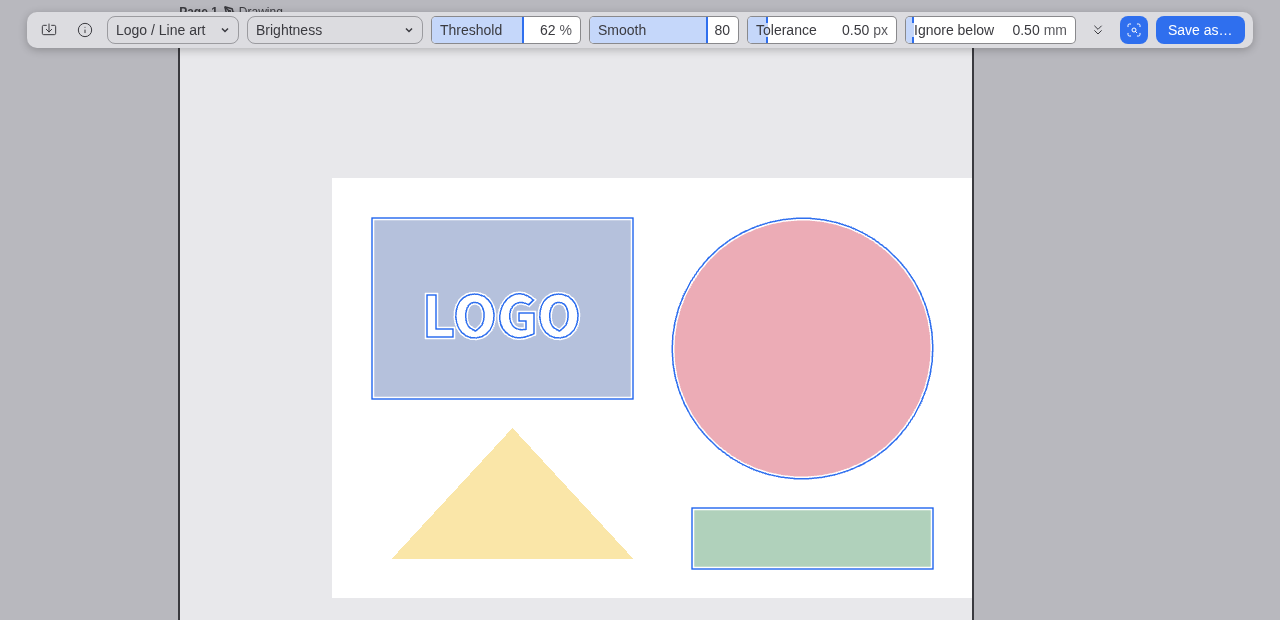 Page 1 Drawing
Logo / Line art
Brightness
Threshold 62 %
Smooth 80
Tolerance 0.50 px
Ignore below 0.50 mm
Save as…
LOGO